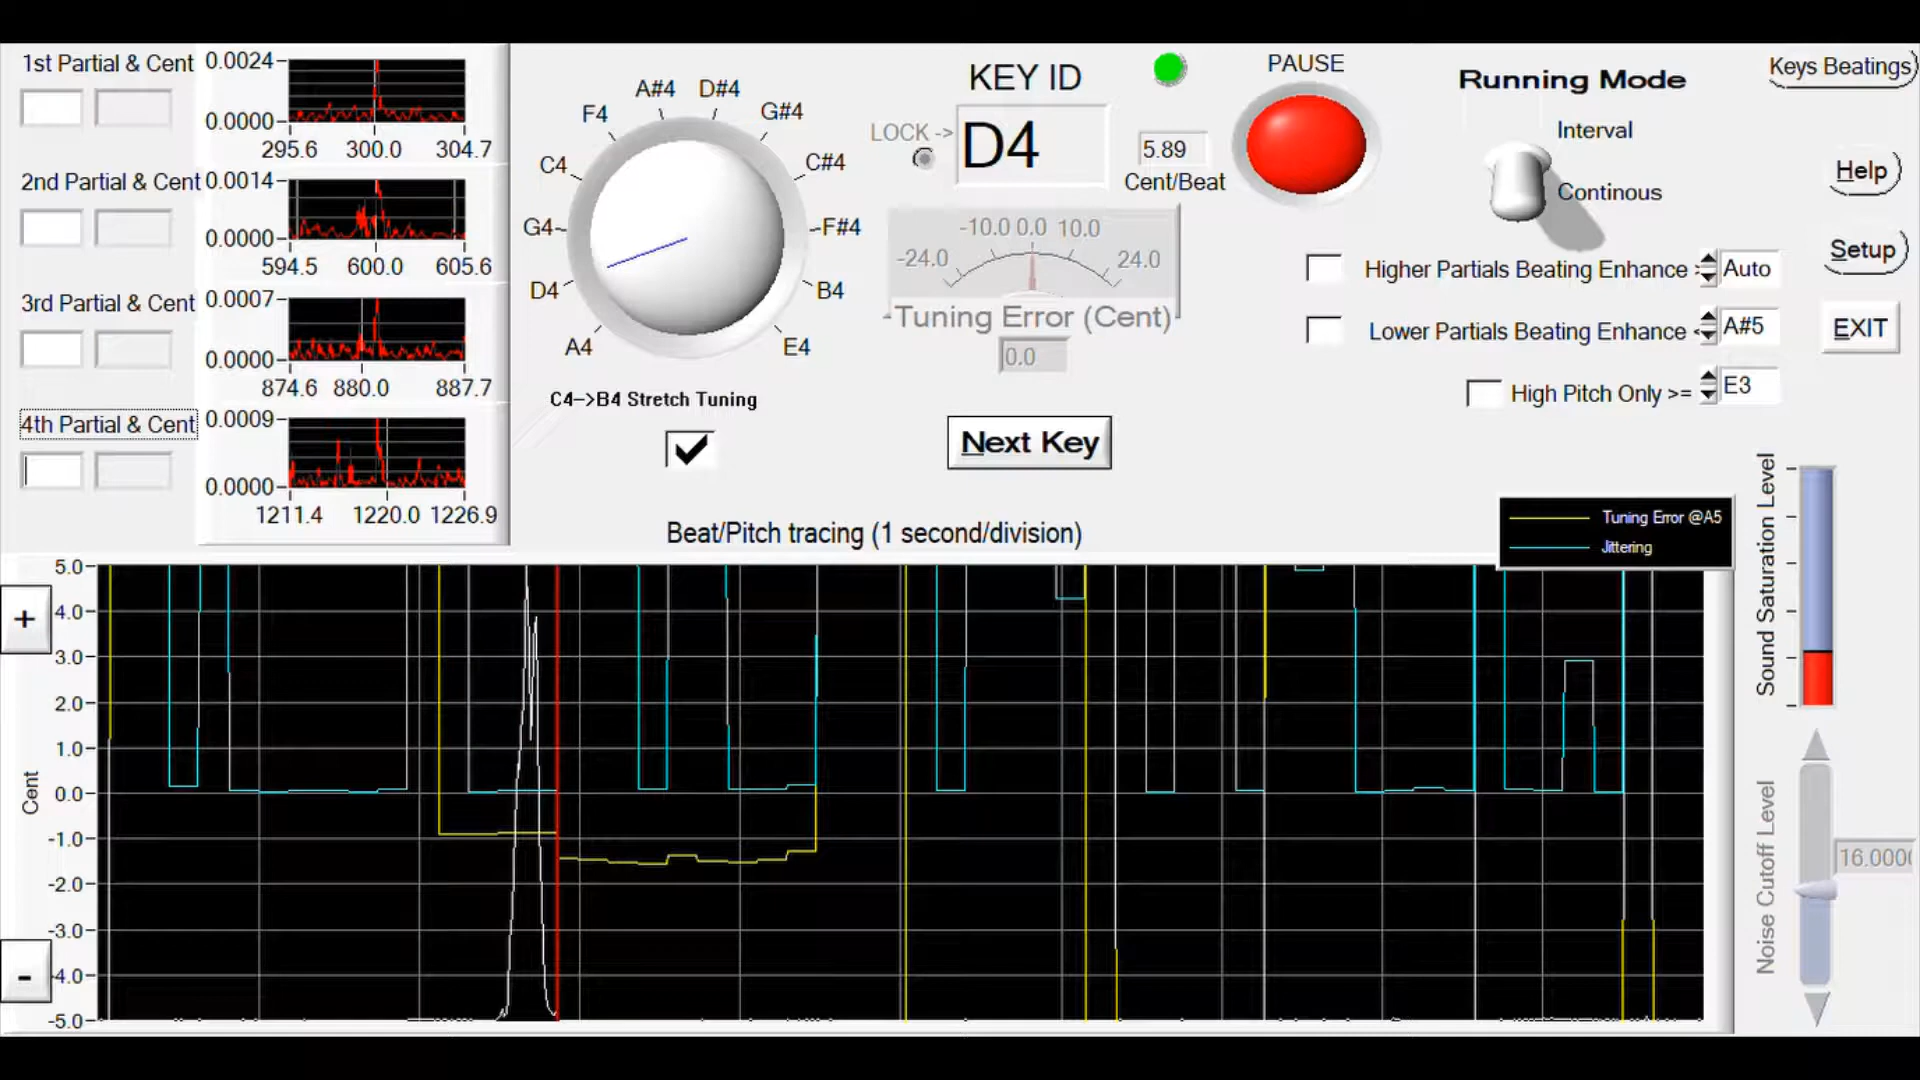 1st Partial & Cent
0.0024
0.0000
295.6 300.0 304.7
2nd Partial & Cent
0.0014
0.0000
594.5 600.0 605.6
3rd Partial & Cent
0.0007
0.0000
874.6 880.0 887.7
4th Partial & Cent
0.0009
0.0000
1211.4 1220.0 1226.9
A#4 D#4
F4 G#4
C4 C#4
G4 F#4
D4 B4
A4 E4
C4->B4 Stretch Tuning
KEY ID
LOCK ->
D4
5.89
Cent/Beat
-10.0 0.0 10.0
-24.0 24.0
Tuning Error (Cent)
0.0
Next Key
PAUSE
Running Mode
Interval
Continous
Higher Partials Beating Enhance > Auto
Lower Partials Beating Enhance < A#5
High Pitch Only >= E3
Keys Beatings
Help
Setup
EXIT
Beat/Pitch tracing (1 second/division)
Tuning Error @A5
Jittering
+
-
Cent
5.0
4.0
3.0
2.0
1.0
0.0
-1.0
-2.0
-3.0
-4.0
-5.0
Sound Saturation Level
Noise Cutoff Level
16.000